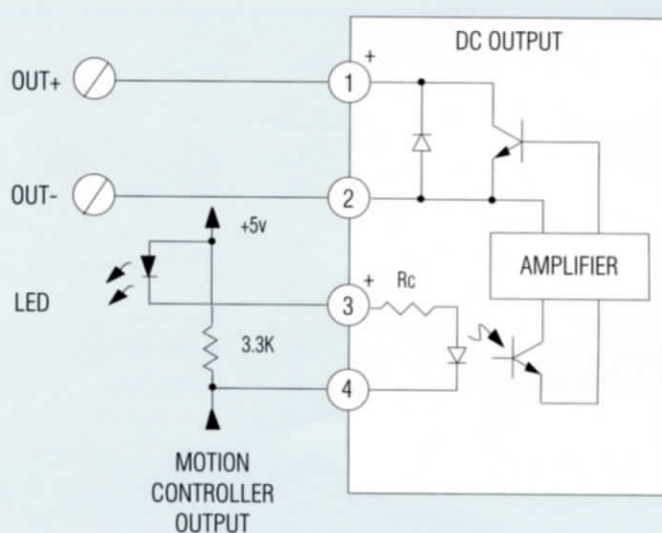 DC OUTPUT
OUT+
1
+
OUT-
2
+5v
AMPLIFIER
LED
3
+
Rc
3.3K
4
MOTION
CONTROLLER
OUTPUT